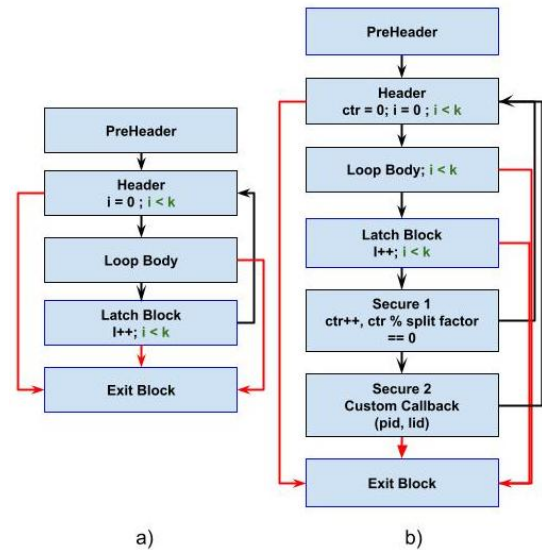 PreHeader
Header
i = 0 ; i < k
Loop Body
Latch Block
I++; i < k
Exit Block
a)
PreHeader
Header
ctr = 0; i = 0 ; i < k
Loop Body; i < k
Latch Block
I++; i < k
Secure 1
ctr++, ctr % split factor
== 0
Secure 2
Custom Callback
(pid, lid)
Exit Block
b)